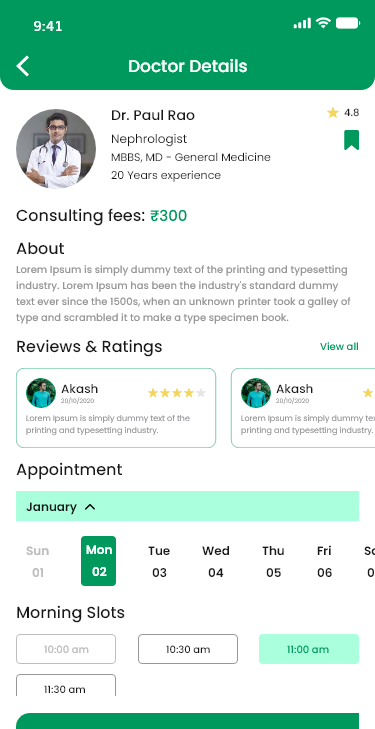 9:41
Doctor Details
Dr. Paul Rao
4.8
Nephrologist
MBBS, MD - General Medicine
20 Years experience
Consulting fees: ₹300
About
Lorem Ipsum is simply dummy text of the printing and typesetting
industry. Lorem Ipsum has been the industry's standard dummy
text ever since the 1500s, when an unknown printer took a galley of
type and scrambled it to make a type specimen book.
Reviews & Ratings
View all
Akash
20/10/2020
Lorem Ipsum is simply dummy text of the
printing and typesetting industry.
Akash
20/10/2020
Lorem Ipsum is simply dummy
printing and typesetting industry.
Appointment
January
Sun Mon Tue Wed Thu Fri
01 02 03 04 05 06
Morning Slots
10:00 am 10:30 am 11:00 am
11:30 am